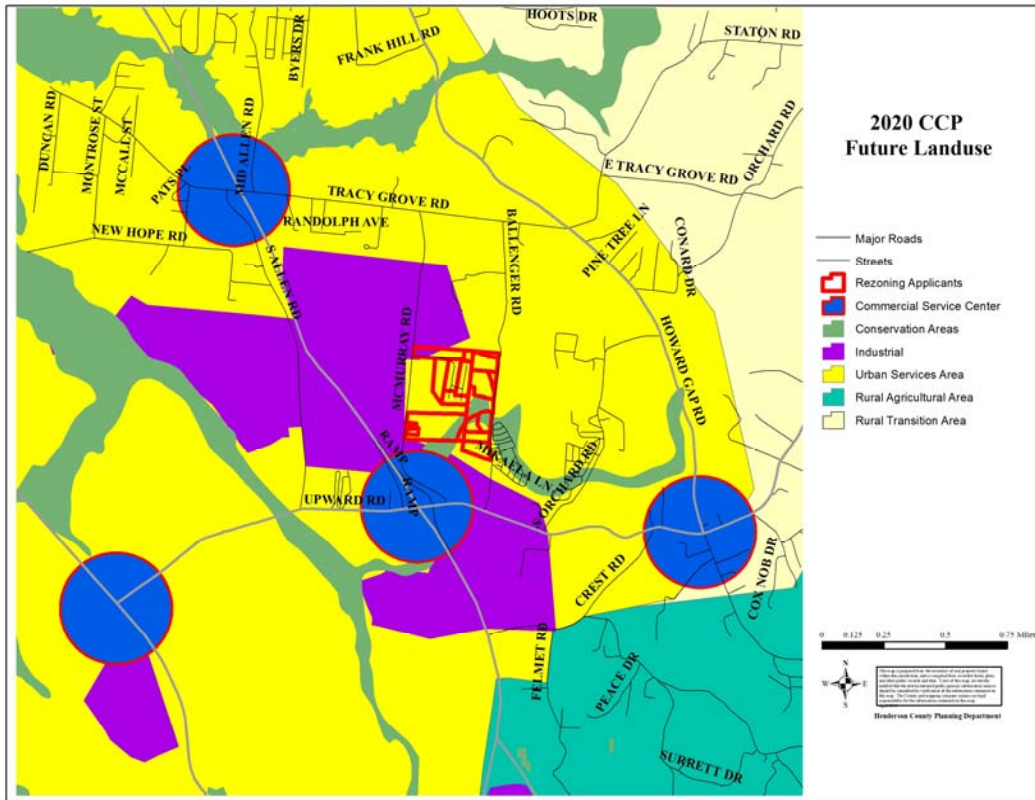 HOOTS DR
STATON RD
BYERS DR
FRANK HILL RD
DUNCAN RD
MONTROSE ST
MCCALL ST
PATS PL
ALLEN RD
ORCHARD RD
E TRACY GROVE RD
TRACY GROVE RD
RANDOLPH AVE
NEW HOPE RD
S ALLEN RD
BALLENGER RD
PINE TREE LN
CONARD DR
HOWARD GAP RD
MCMURRAY RD
RAMP
RAMP
MIKAELA LN
S ORCHARD RD
UPWARD RD
CREST RD
COX NOB DR
FELMET RD
PEACE DR
SURRETT DR
2020 CCP
Future Landuse
Major Roads
Streets
Rezoning Applicants
Commercial Service Center
Conservation Areas
Industrial
Urban Services Area
Rural Agricultural Area
Rural Transition Area
0 0.125 0.25 0.5 0.75 Miles
N
W E
S
Henderson County Planning Department